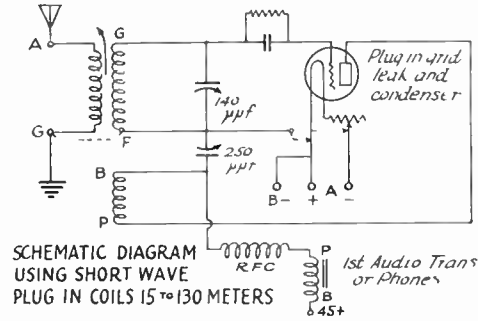 A
G
G
F
140
μμf
250
μμf
B
P
Plug in grid
leak and
condenser
B-
+
A
-
RFC
P
B
45+
1st Audio Trans
or Phones
SCHEMATIC DIAGRAM
USING SHORT WAVE
PLUG IN COILS 15 TO 130 METERS